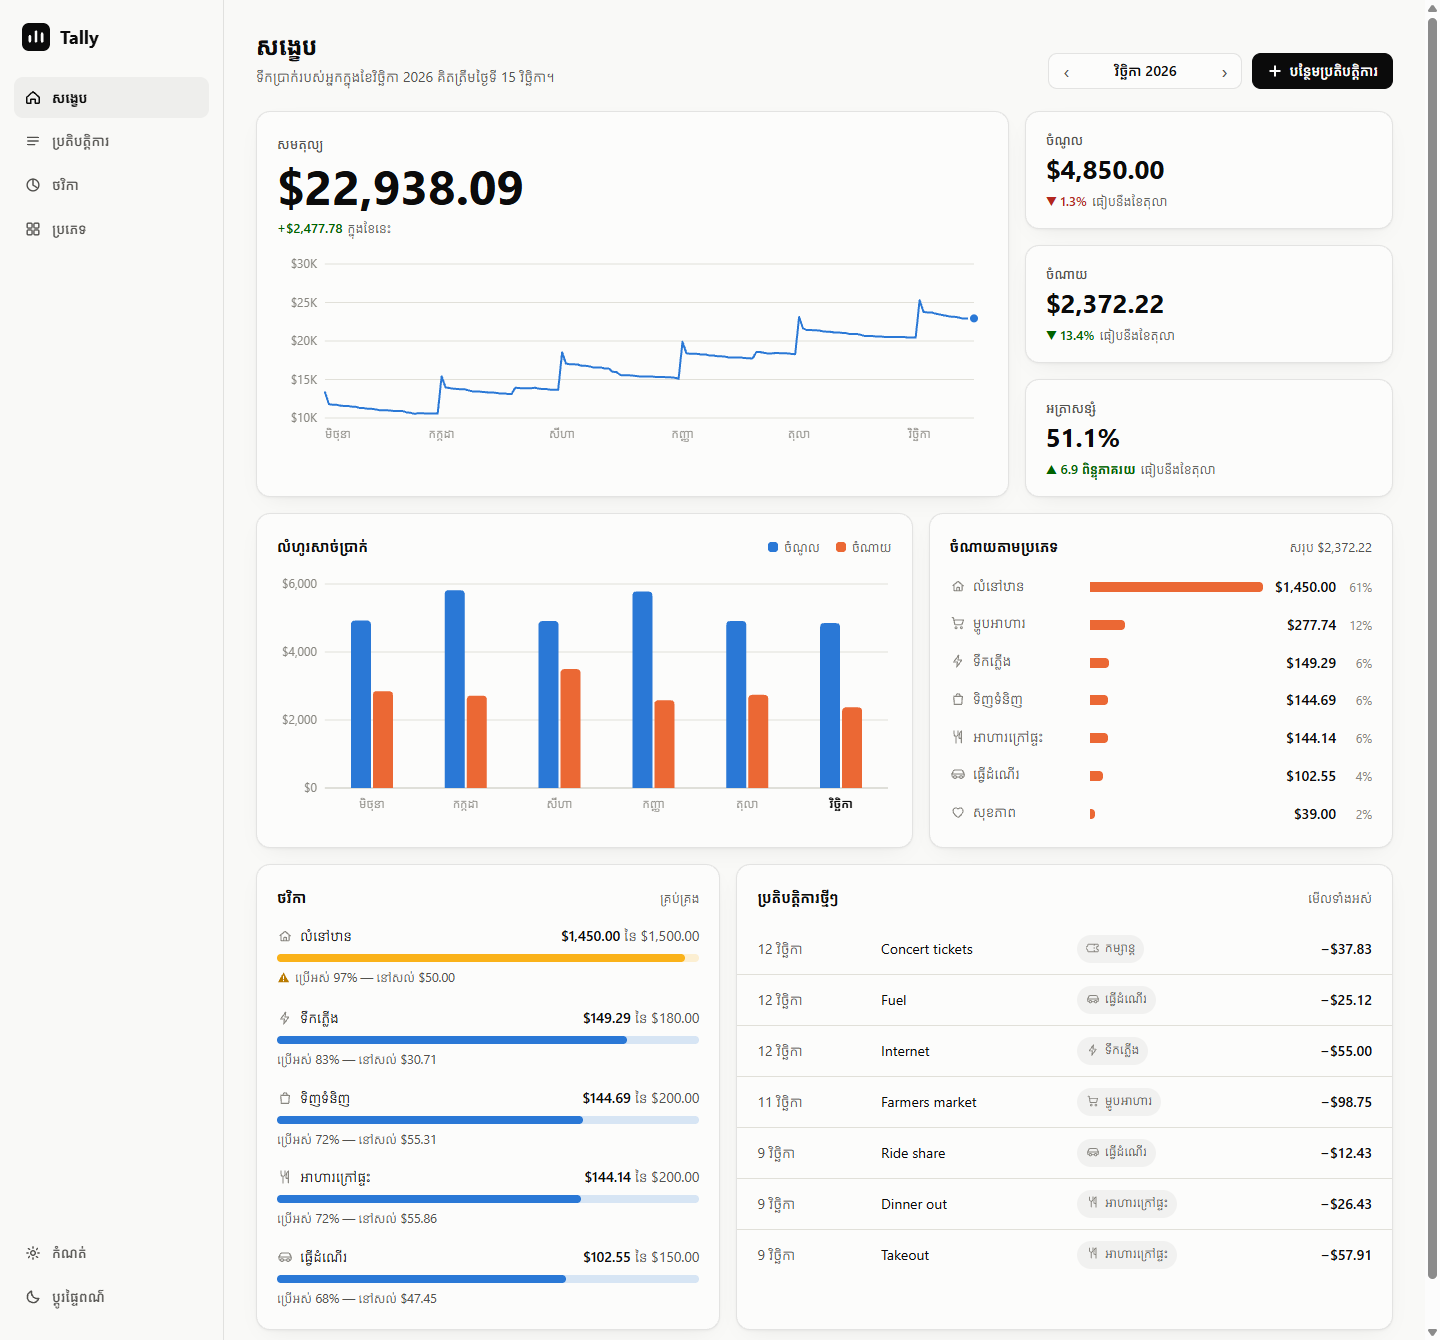 Tally
សង្ខេប
ប្រតិបត្តិការ
ថវិកា
ប្រភេទ
កំណត់
ប្ដូរផ្ទៃពណ៌
សង្ខេប
ទឹកប្រាក់របស់អ្នកក្នុងខែវិច្ឆិកា 2026 គិតត្រឹមថ្ងៃទី 15 វិច្ឆិកា។
‹ វិច្ឆិកា 2026 ›
+ បន្ថែមប្រតិបត្តិការ
សមតុល្យ
$22,938.09
+$2,477.78 ក្នុងខែនេះ
$30K
$25K
$20K
$15K
$10K
មិថុនា កក្កដា សីហា កញ្ញា តុលា វិច្ឆិកា
ចំណូល
$4,850.00
▼ 1.3% ធៀបនឹងខែតុលា
ចំណាយ
$2,372.22
▼ 13.4% ធៀបនឹងខែតុលា
អត្រាសន្សំ
51.1%
▲ 6.9 ពិន្ទុភាគរយ ធៀបនឹងខែតុលា
លំហូរសាច់ប្រាក់
ចំណូល ចំណាយ
$6,000
$4,000
$2,000
$0
មិថុនា កក្កដា សីហា កញ្ញា តុលា វិច្ឆិកា
ចំណាយតាមប្រភេទ សរុប $2,372.22
លំនៅឋាន $1,450.00 61%
ម្ហូបអាហារ $277.74 12%
ទឹកភ្លើង $149.29 6%
ទិញទំនិញ $144.69 6%
អាហារក្រៅផ្ទះ $144.14 6%
ធ្វើដំណើរ $102.55 4%
សុខភាព $39.00 2%
ថវិកា គ្រប់គ្រង
លំនៅឋាន $1,450.00 នៃ $1,500.00
ប្រើអស់ 97% — នៅសល់ $50.00
ទឹកភ្លើង $149.29 នៃ $180.00
ប្រើអស់ 83% — នៅសល់ $30.71
ទិញទំនិញ $144.69 នៃ $200.00
ប្រើអស់ 72% — នៅសល់ $55.31
អាហារក្រៅផ្ទះ $144.14 នៃ $200.00
ប្រើអស់ 72% — នៅសល់ $55.86
ធ្វើដំណើរ $102.55 នៃ $150.00
ប្រើអស់ 68% — នៅសល់ $47.45
ប្រតិបត្តិការថ្មីៗ មើលទាំងអស់
12 វិច្ឆិកា Concert tickets កម្សាន្ត −$37.83
12 វិច្ឆិកា Fuel ធ្វើដំណើរ −$25.12
12 វិច្ឆិកា Internet ទឹកភ្លើង −$55.00
11 វិច្ឆិកា Farmers market ម្ហូបអាហារ −$98.75
9 វិច្ឆិកា Ride share ធ្វើដំណើរ −$12.43
9 វិច្ឆិកា Dinner out អាហារក្រៅផ្ទះ −$26.43
9 វិច្ឆិកា Takeout អាហារក្រៅផ្ទះ −$57.91